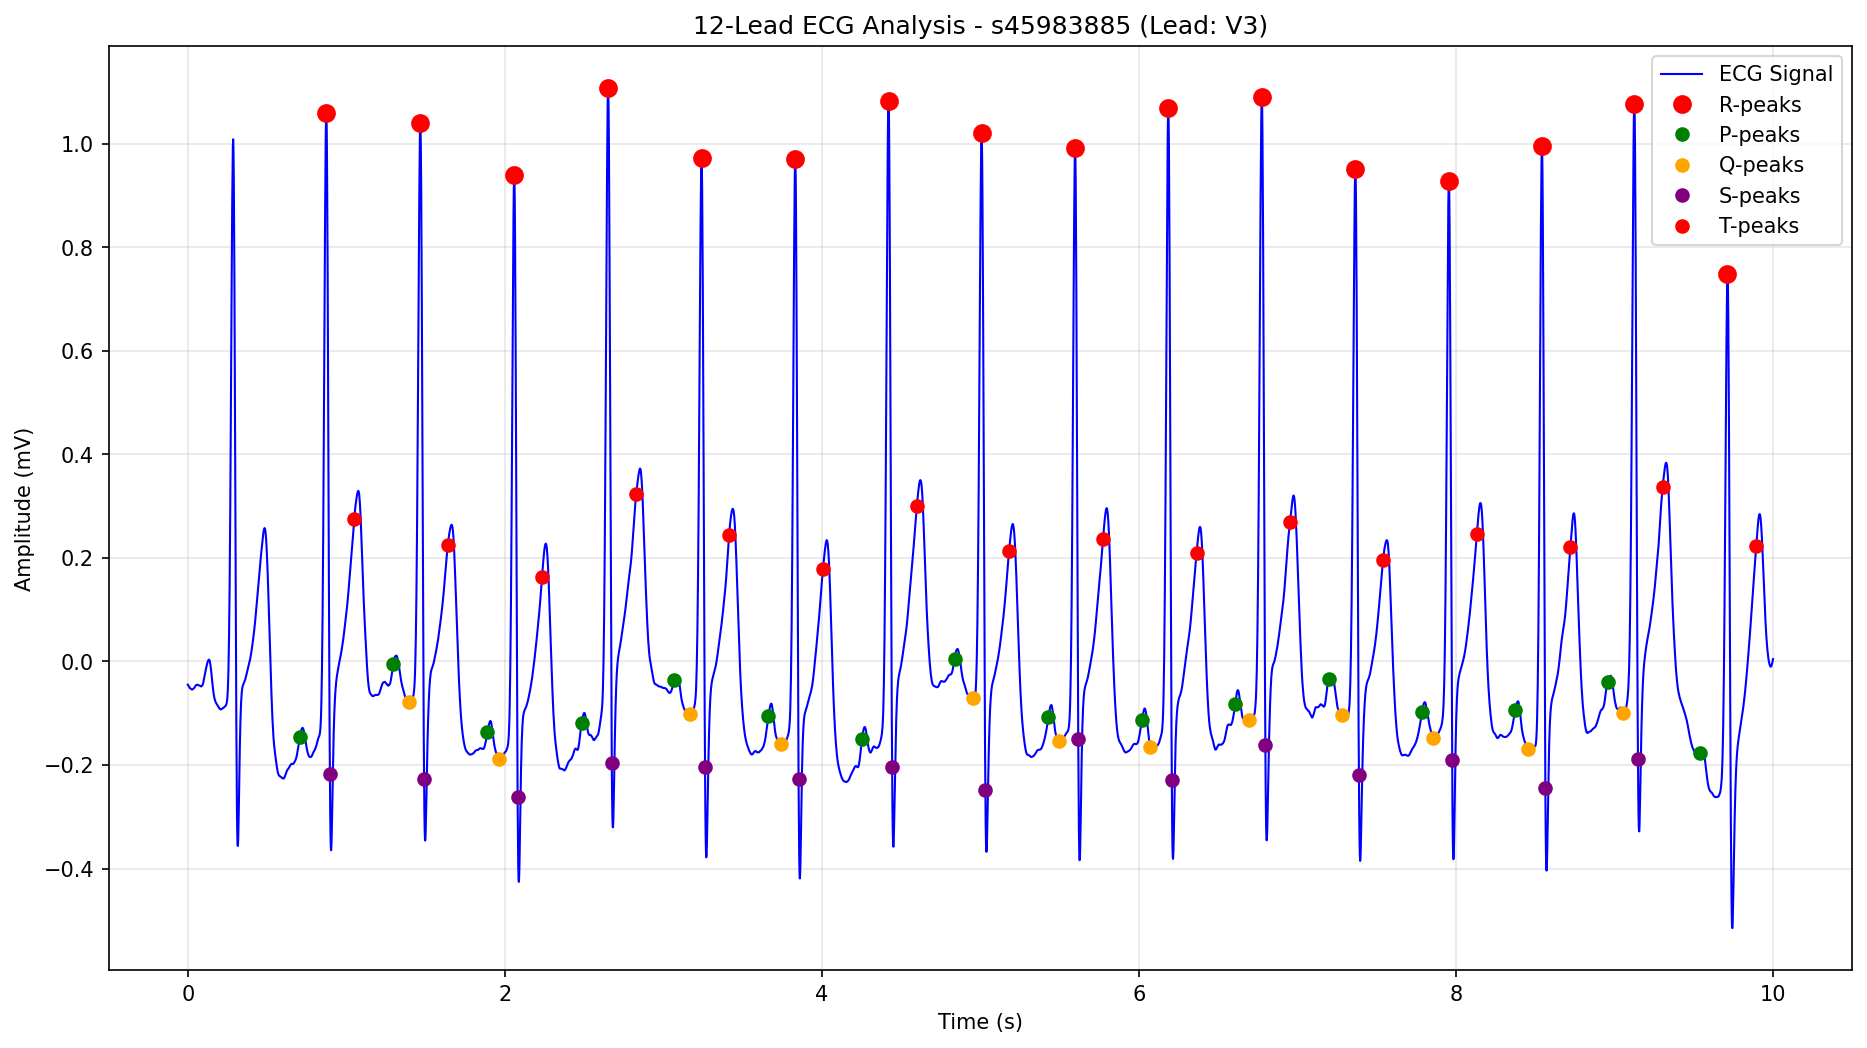 12-Lead ECG Analysis - s45983885 (Lead: V3)
ECG Signal
R-peaks
P-peaks
Q-peaks
S-peaks
T-peaks
Amplitude (mV)
1.0
0.8
0.6
0.4
0.2
0.0
−0.2
−0.4
0 2 4 6 8 10
Time (s)